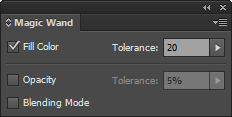 Magic Wand
Fill Color Tolerance: 20
Opacity Tolerance: 5%
Blending Mode